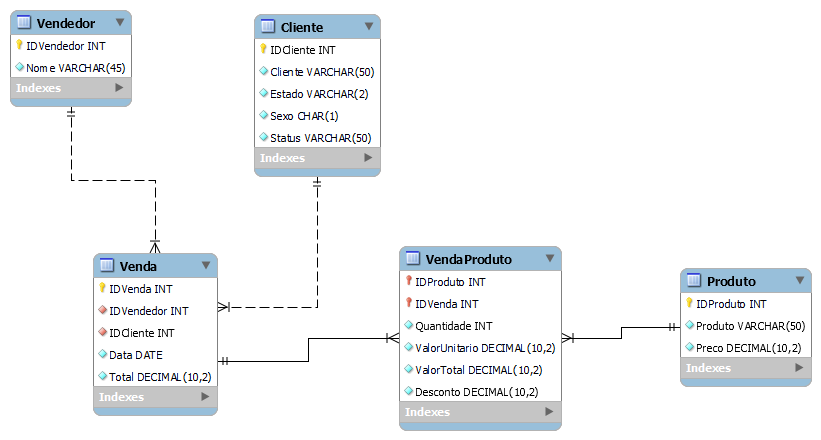 Vendedor
IDVendedor INT
Nome VARCHAR(45)
Indexes
Cliente
IDCliente INT
Cliente VARCHAR(50)
Estado VARCHAR(2)
Sexo CHAR(1)
Status VARCHAR(50)
Indexes
Venda
IDVenda INT
IDVendedor INT
IDCliente INT
Data DATE
Total DECIMAL(10,2)
Indexes
VendaProduto
IDProduto INT
IDVenda INT
Quantidade INT
ValorUnitario DECIMAL(10,2)
ValorTotal DECIMAL(10,2)
Desconto DECIMAL(10,2)
Indexes
Produto
IDProduto INT
Produto VARCHAR(50)
Preco DECIMAL(10,2)
Indexes